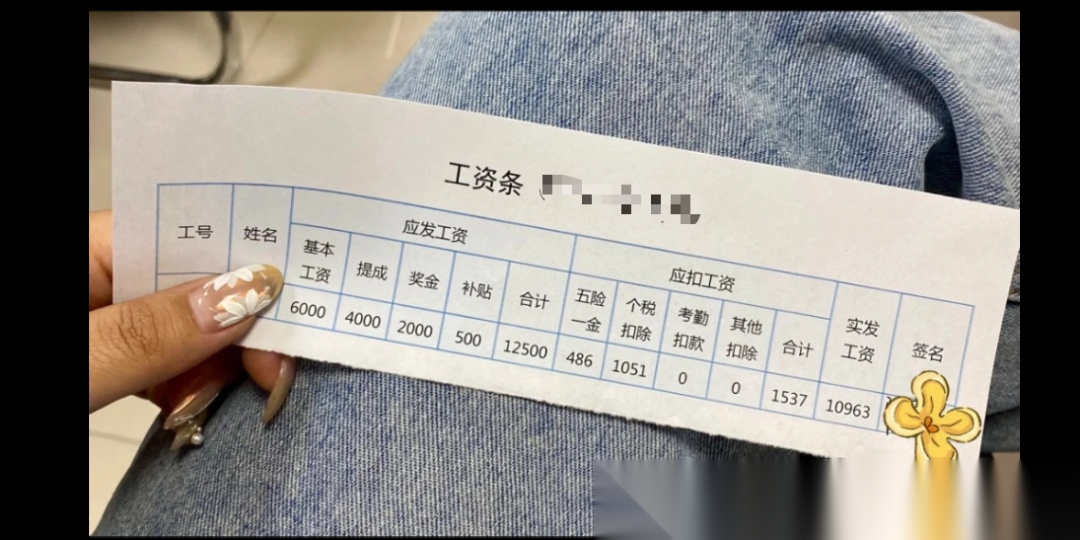 工资条
工号 姓名 应发工资 应扣工资 实发工资 签名
基本工资 提成 奖金 补贴 合计 五险一金 个税扣除 考勤扣款 其他扣除 合计
6000 4000 2000 500 12500 486 1051 0 0 1537 10963